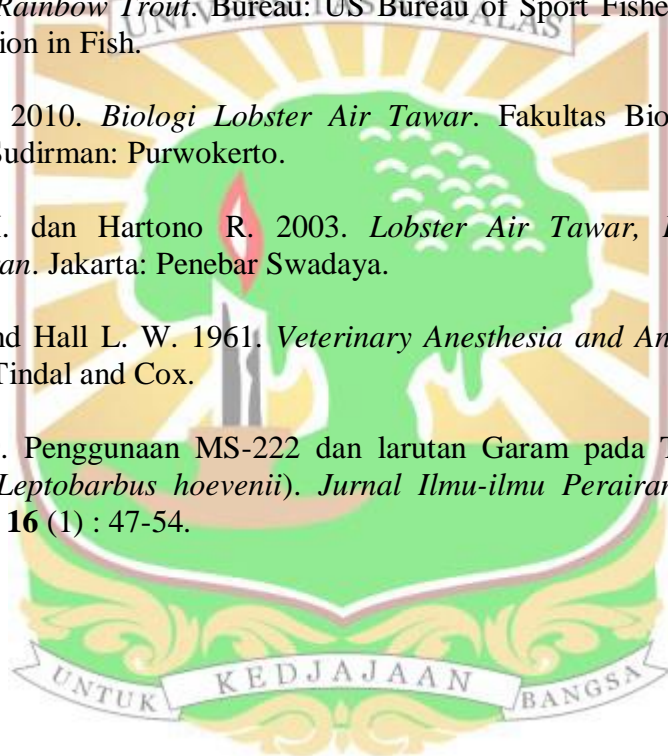 Rainbow Trout. Bureau: US Bureau of Sport Fishe
UNIVERSITAS ANDALAS
ion in Fish.
2010. Biologi Lobster Air Tawar. Fakultas Bio
Sudirman: Purwokerto.
. dan Hartono R. 2003. Lobster Air Tawar,
an. Jakarta: Penebar Swadaya.
nd Hall L. W. 1961. Veterinary Anesthesia and An
Tindal and Cox.
. Penggunaan MS-222 dan larutan Garam pada T
Leptobarbus hoevenii). Jurnal Ilmu-ilmu Perairan
16 (1) : 47-54.
UNTUK KEDJAJAAN BANGSA